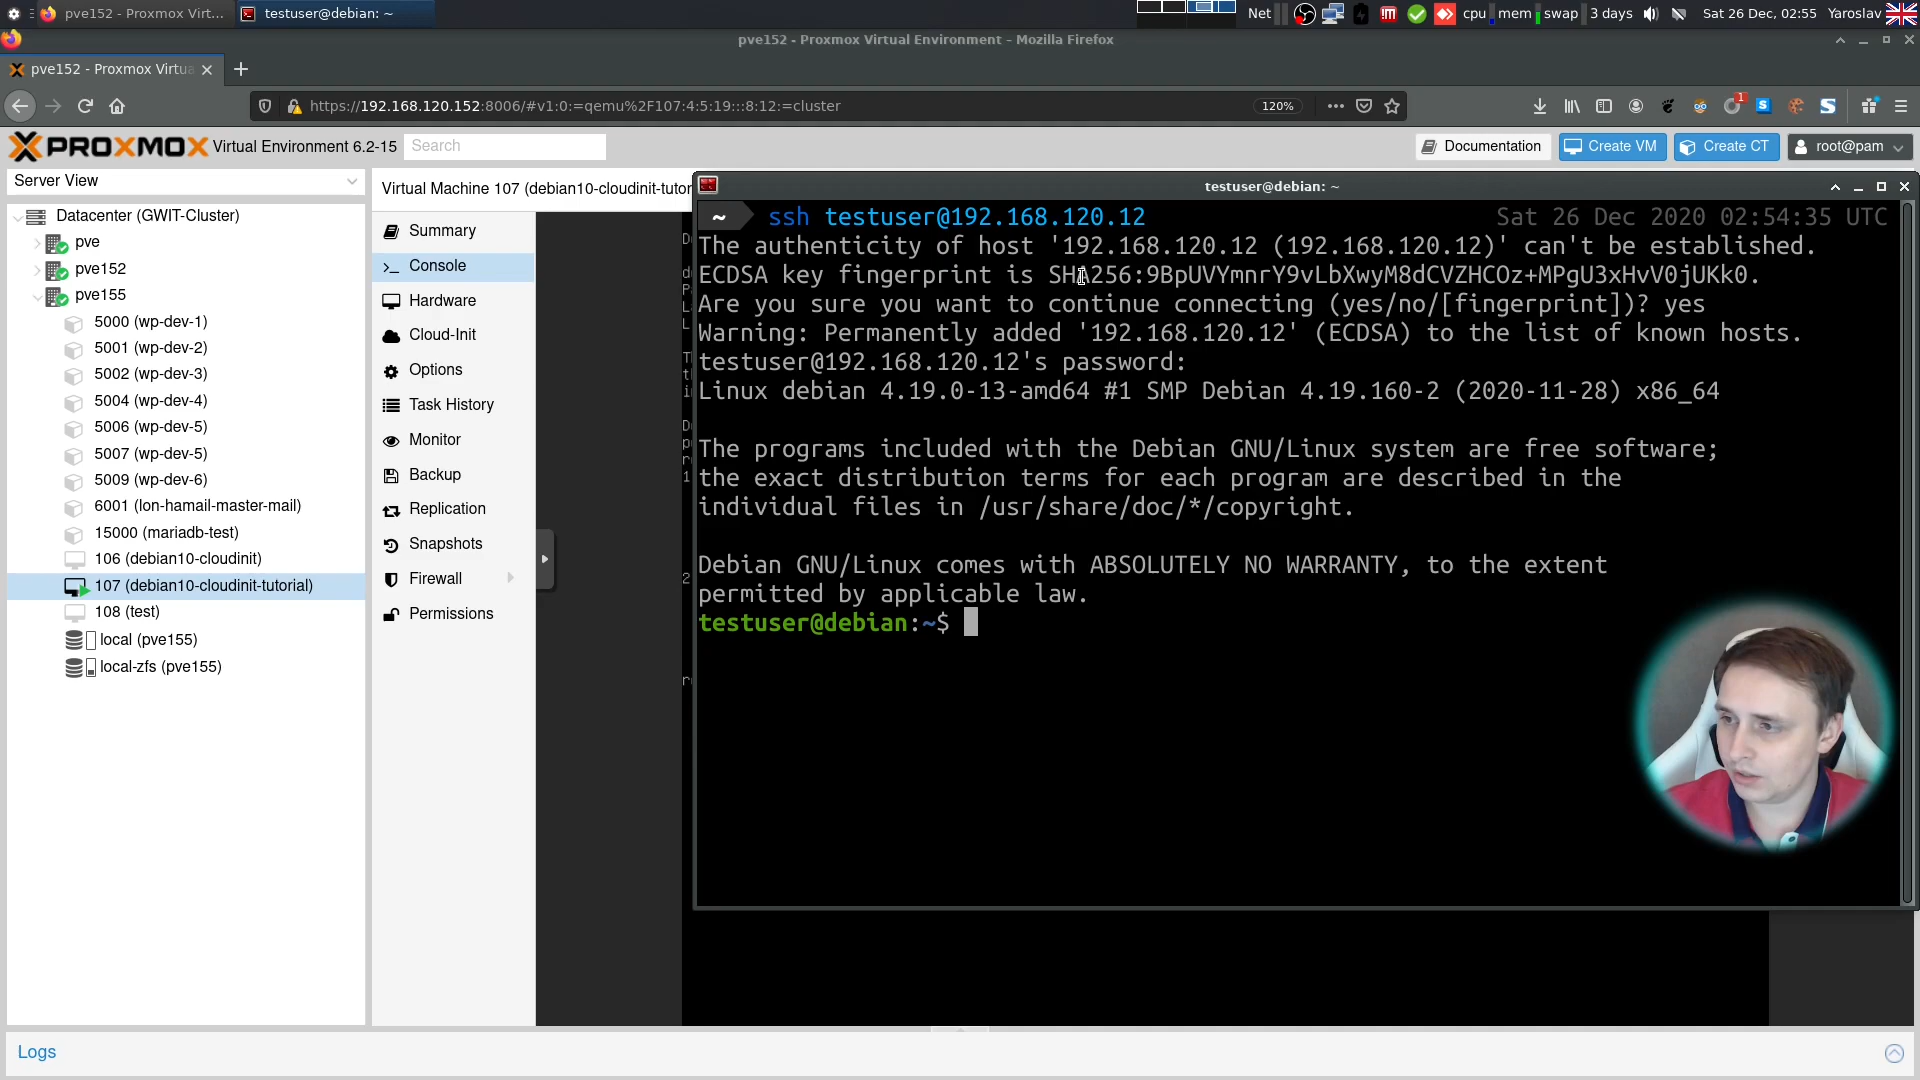 pve152 - Proxmox Virt...
testuser@debian: ~
Net
cpu
mem
swap
3 days
Sat 26 Dec, 02:55
Yaroslav
pve152 - Proxmox Virtual Environment - Mozilla Firefox
pve152 - Proxmox Virtua
https://192.168.120.152:8006/#v1:0:=qemu%2F107:4:5:19:::8:12:=cluster
120%
1
PROXMOX
Virtual Environment 6.2-15
Search
Documentation
Create VM
Create CT
root@pam
Server View
Datacenter (GWIT-Cluster)
pve
pve152
pve155
5000 (wp-dev-1)
5001 (wp-dev-2)
5002 (wp-dev-3)
5004 (wp-dev-4)
5006 (wp-dev-5)
5007 (wp-dev-5)
5009 (wp-dev-6)
6001 (lon-hamail-master-mail)
15000 (mariadb-test)
106 (debian10-cloudinit)
107 (debian10-cloudinit-tutorial)
108 (test)
local (pve155)
local-zfs (pve155)
Virtual Machine 107 (debian10-cloudinit-tutor
Summary
Console
Hardware
Cloud-Init
Options
Task History
Monitor
Backup
Replication
Snapshots
Firewall
Permissions
testuser@debian: ~
~ ssh testuser@192.168.120.12 Sat 26 Dec 2020 02:54:35 UTC
The authenticity of host '192.168.120.12 (192.168.120.12)' can't be established.
ECDSA key fingerprint is SHA256:9BpUVYmnrY9vLbXwyM8dCVZHCOz+MPgU3xHvV0jUKk0.
Are you sure you want to continue connecting (yes/no/[fingerprint])? yes
Warning: Permanently added '192.168.120.12' (ECDSA) to the list of known hosts.
testuser@192.168.120.12's password:
Linux debian 4.19.0-13-amd64 #1 SMP Debian 4.19.160-2 (2020-11-28) x86_64
The programs included with the Debian GNU/Linux system are free software;
the exact distribution terms for each program are described in the
individual files in /usr/share/doc/*/copyright.
Debian GNU/Linux comes with ABSOLUTELY NO WARRANTY, to the extent
permitted by applicable law.
testuser@debian:~$
Logs